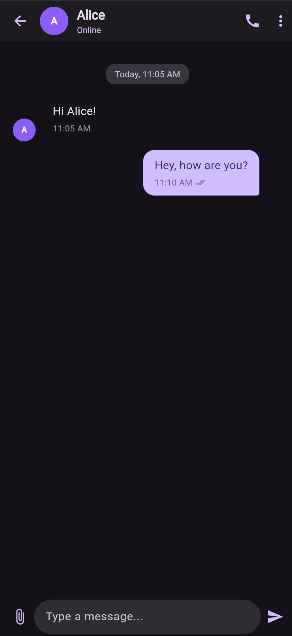 A
Alice
Online
Today, 11:05 AM
Hi Alice!
11:05 AM
A
Hey, how are you?
11:10 AM
Type a message...